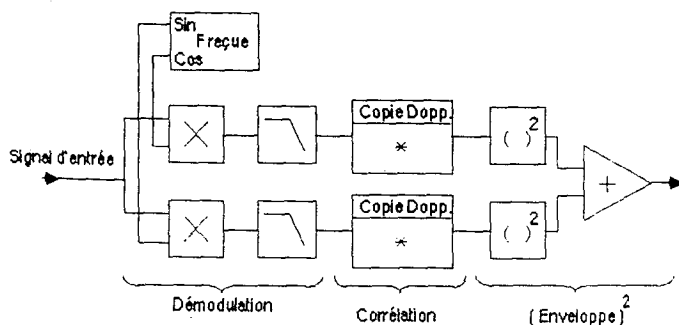 Sin
Freçue
Cos
Copie Dopp.
*
( )²
Signal d'entrée
+
Copie Dopp.
*
( )²
Démodulation
Corrélation
(Enveloppe)²